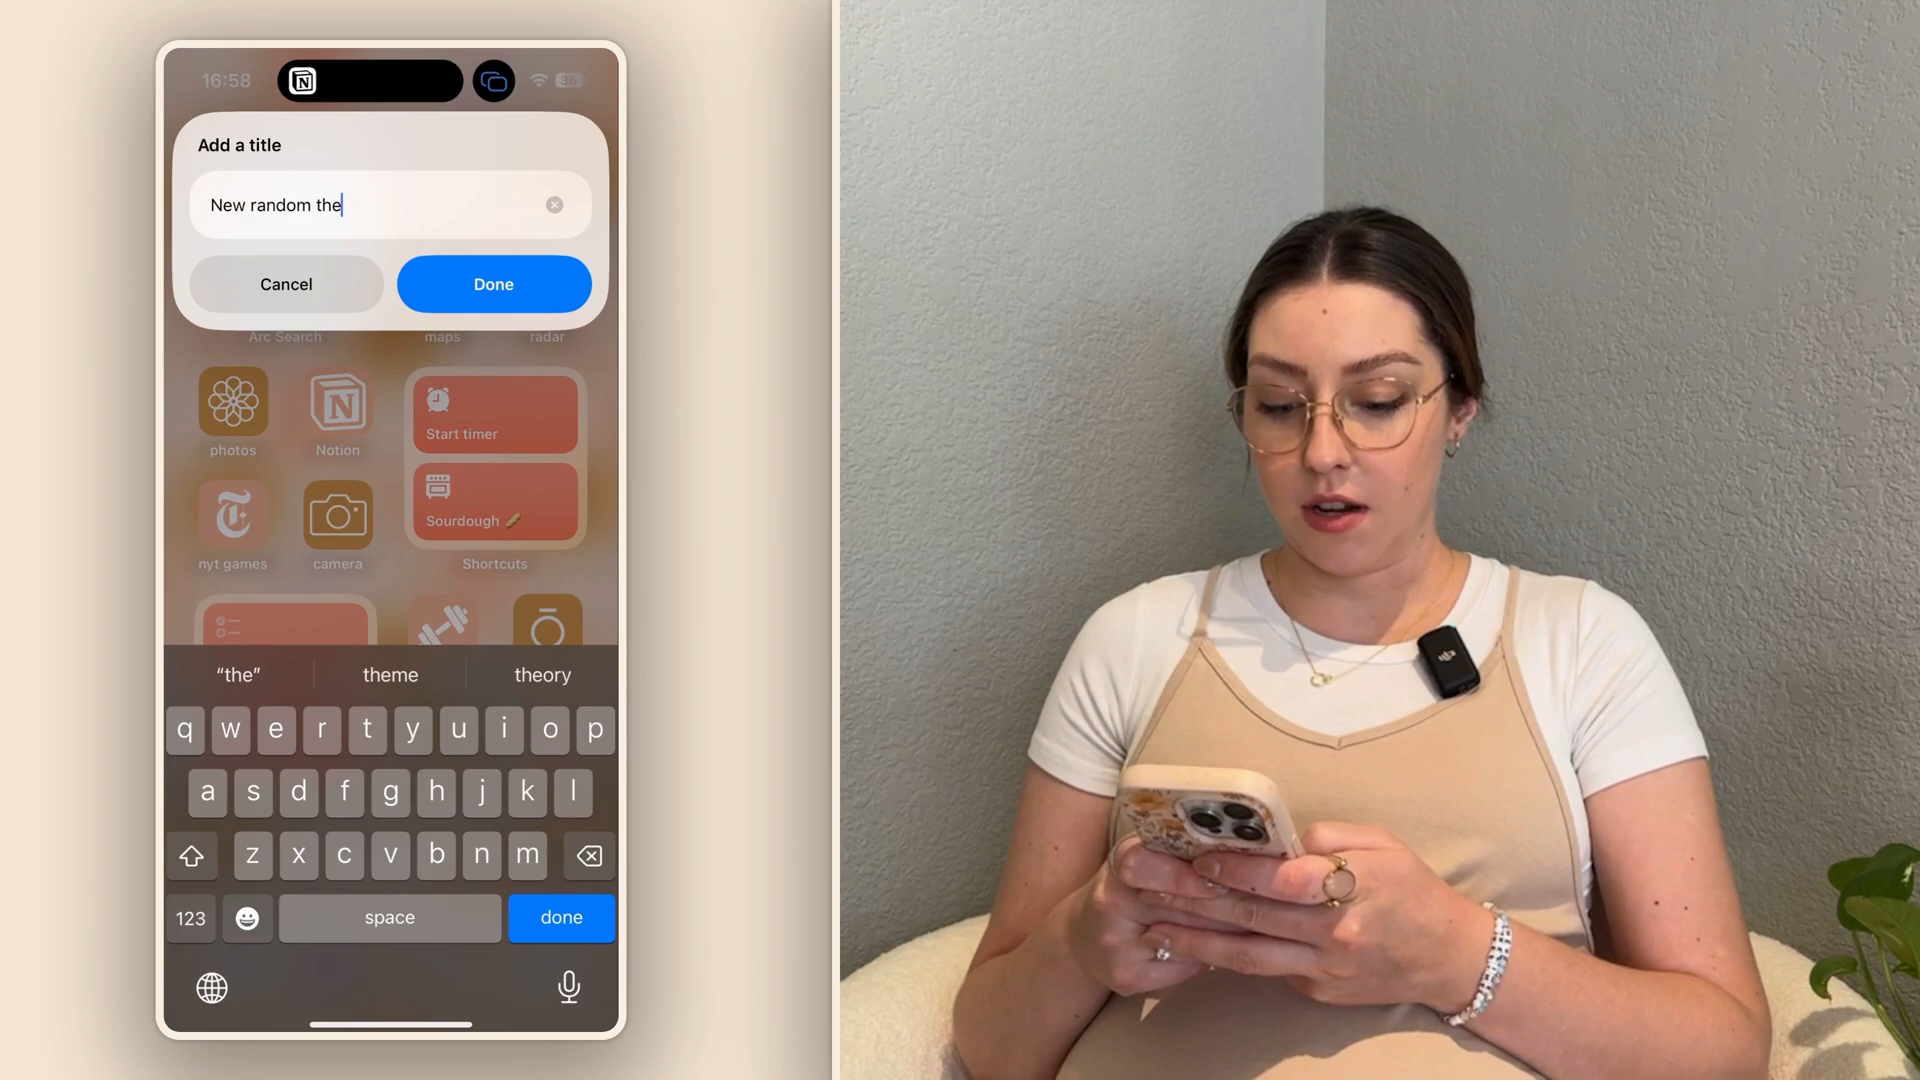 16:58
36
Add a title
New random the
Cancel
Done
Arc Search
maps
radar
photos
Notion
Start timer
Sourdough 🥖
nyt games
camera
Shortcuts
“the”
theme
theory
q w e r t y u i o p
a s d f g h j k l
z x c v b n m
123
space
done